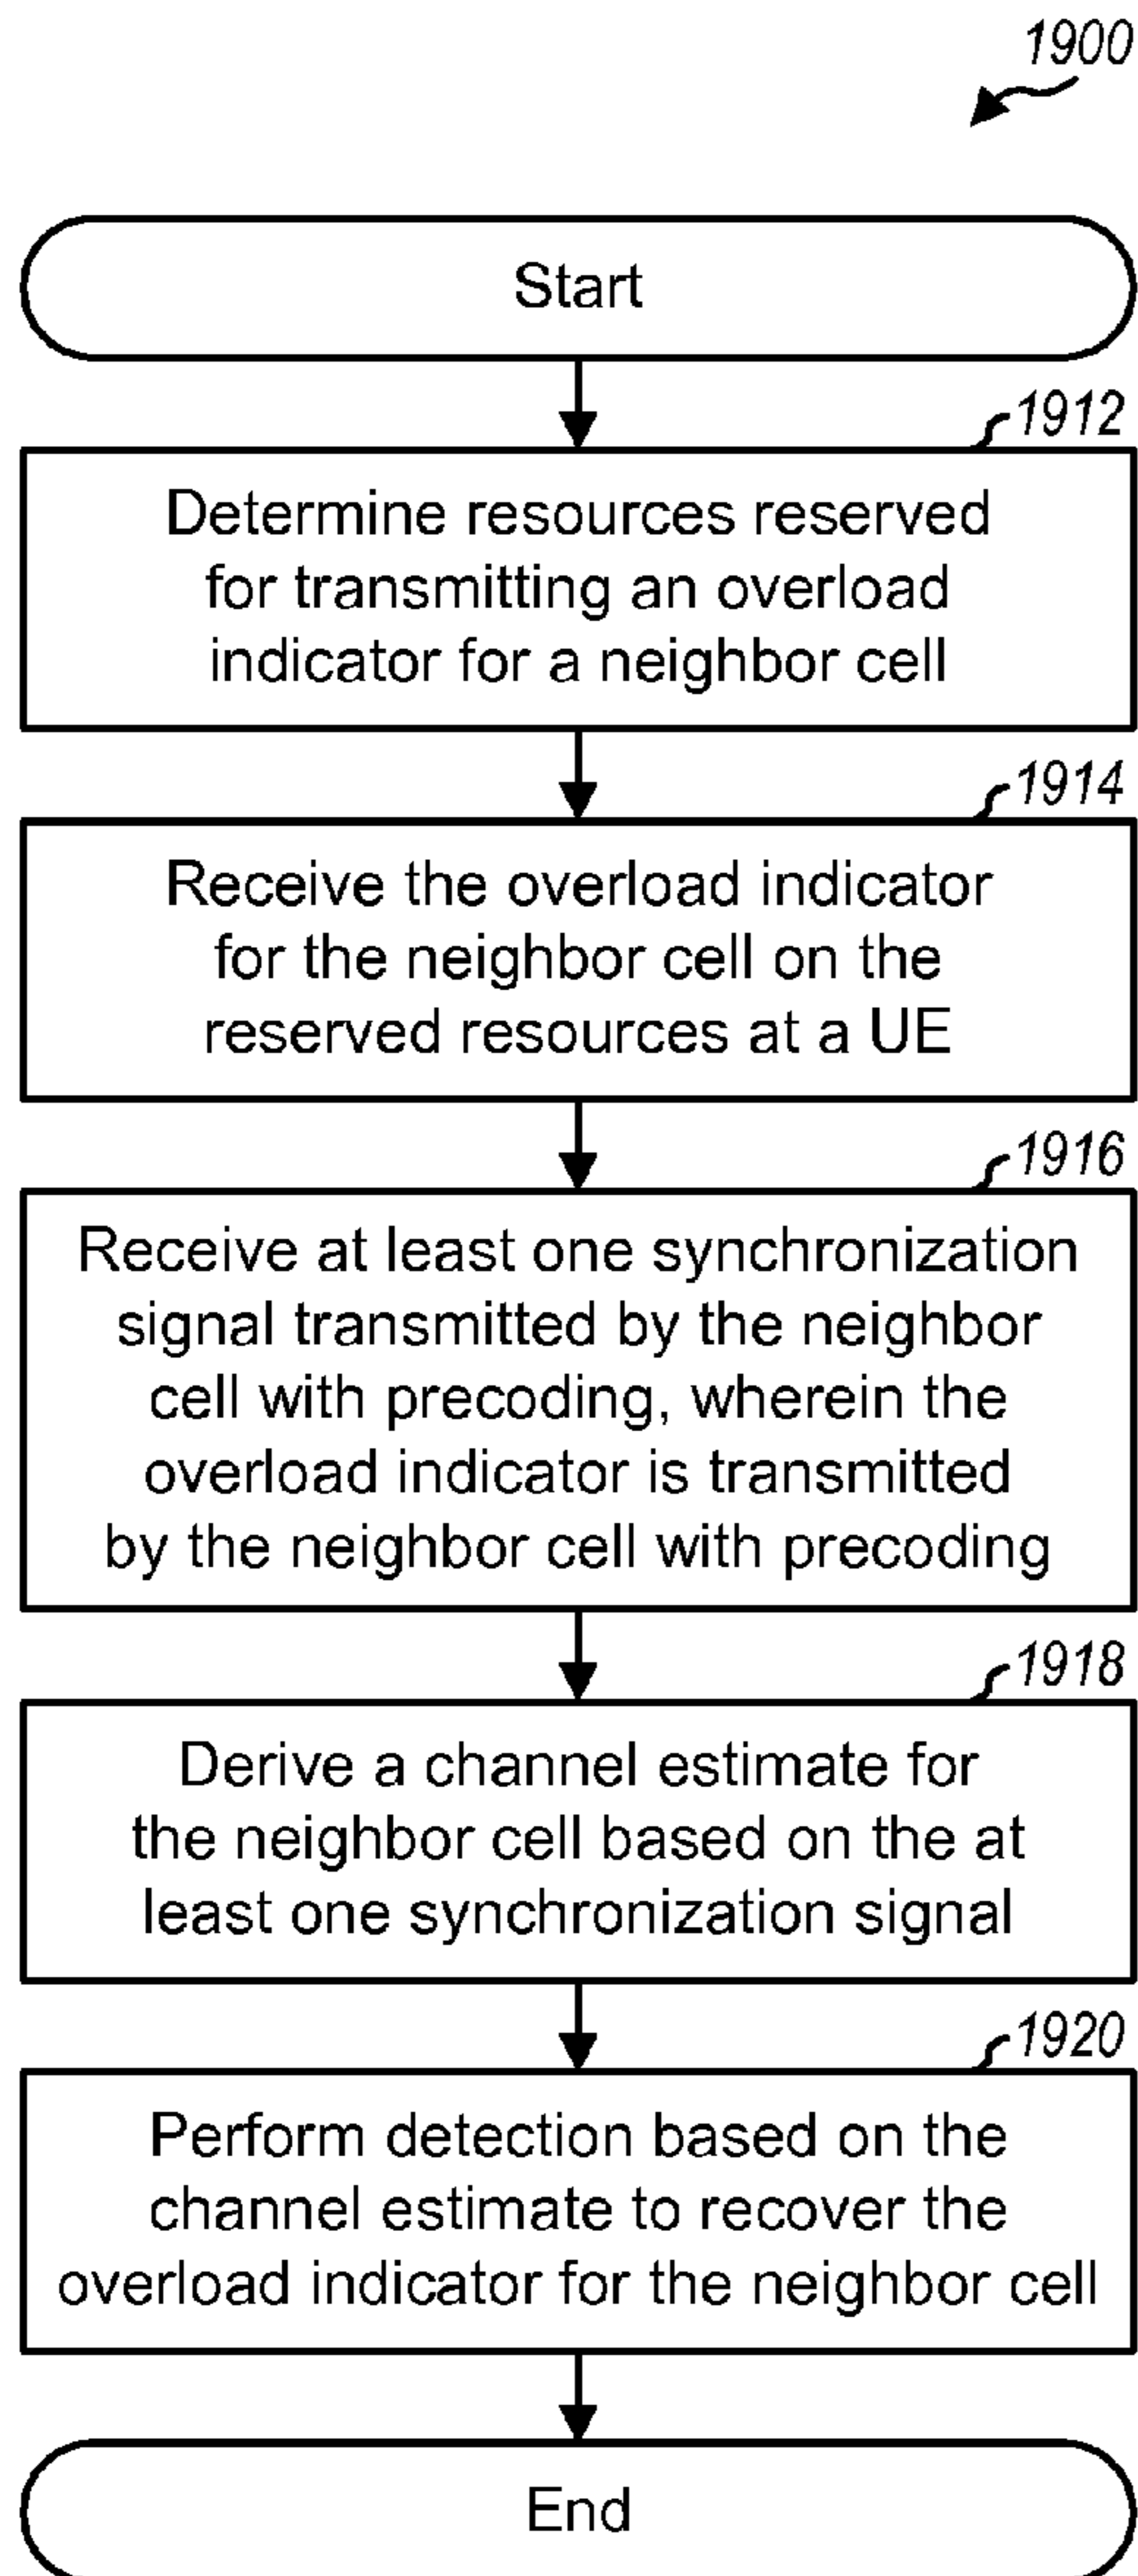 1900
Start
1912
Determine resources reserved
for transmitting an overload
indicator for a neighbor cell
1914
Receive the overload indicator
for the neighbor cell on the
reserved resources at a UE
1916
Receive at least one synchronization
signal transmitted by the neighbor
cell with precoding, wherein the
overload indicator is transmitted
by the neighbor cell with precoding
1918
Derive a channel estimate for
the neighbor cell based on the at
least one synchronization signal
1920
Perform detection based on the
channel estimate to recover the
overload indicator for the neighbor cell
End